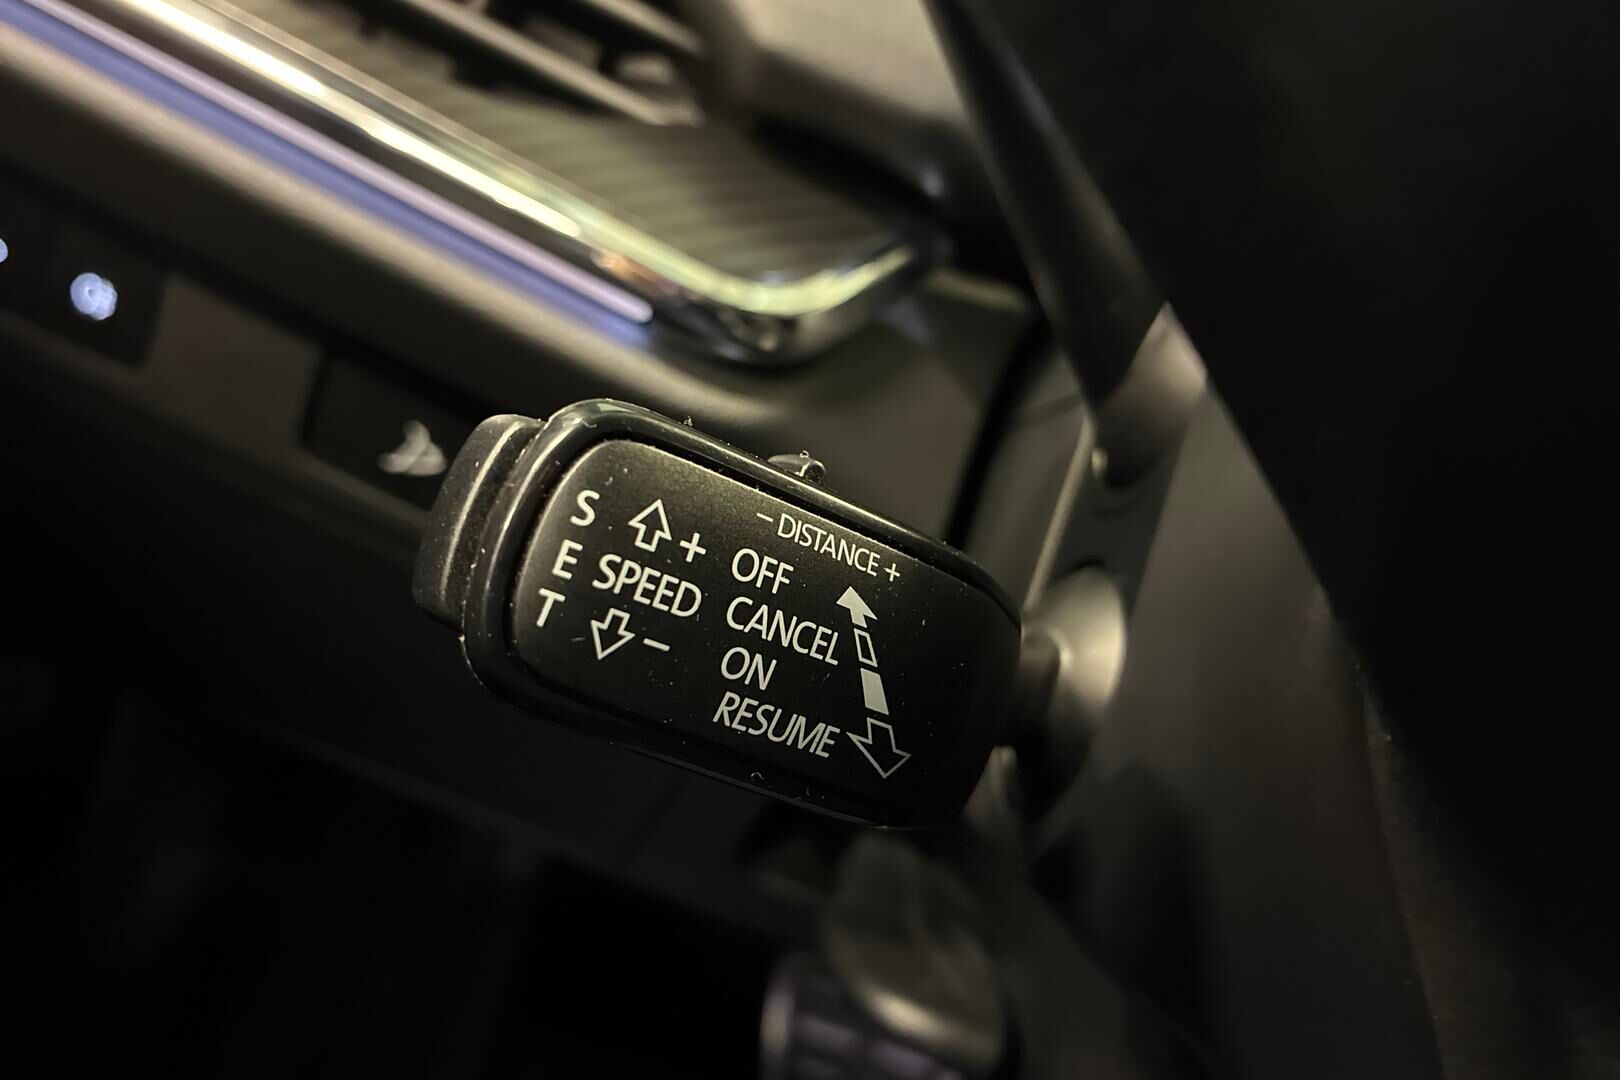 S
E
T
+
SPEED
−
− DISTANCE +
OFF
CANCEL
ON
RESUME